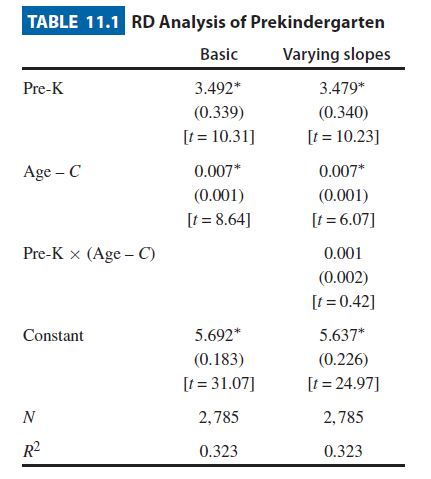 TABLE 11.1 RD Analysis of Prekindergarten
Basic Varying slopes
Pre-K 3.492* 3.479*
(0.339) (0.340)
[t = 10.31] [t = 10.23]
Age – C 0.007* 0.007*
(0.001) (0.001)
[t = 8.64] [t = 6.07]
Pre-K × (Age – C) 0.001
(0.002)
[t = 0.42]
Constant 5.692* 5.637*
(0.183) (0.226)
[t = 31.07] [t = 24.97]
N 2,785 2,785
R² 0.323 0.323